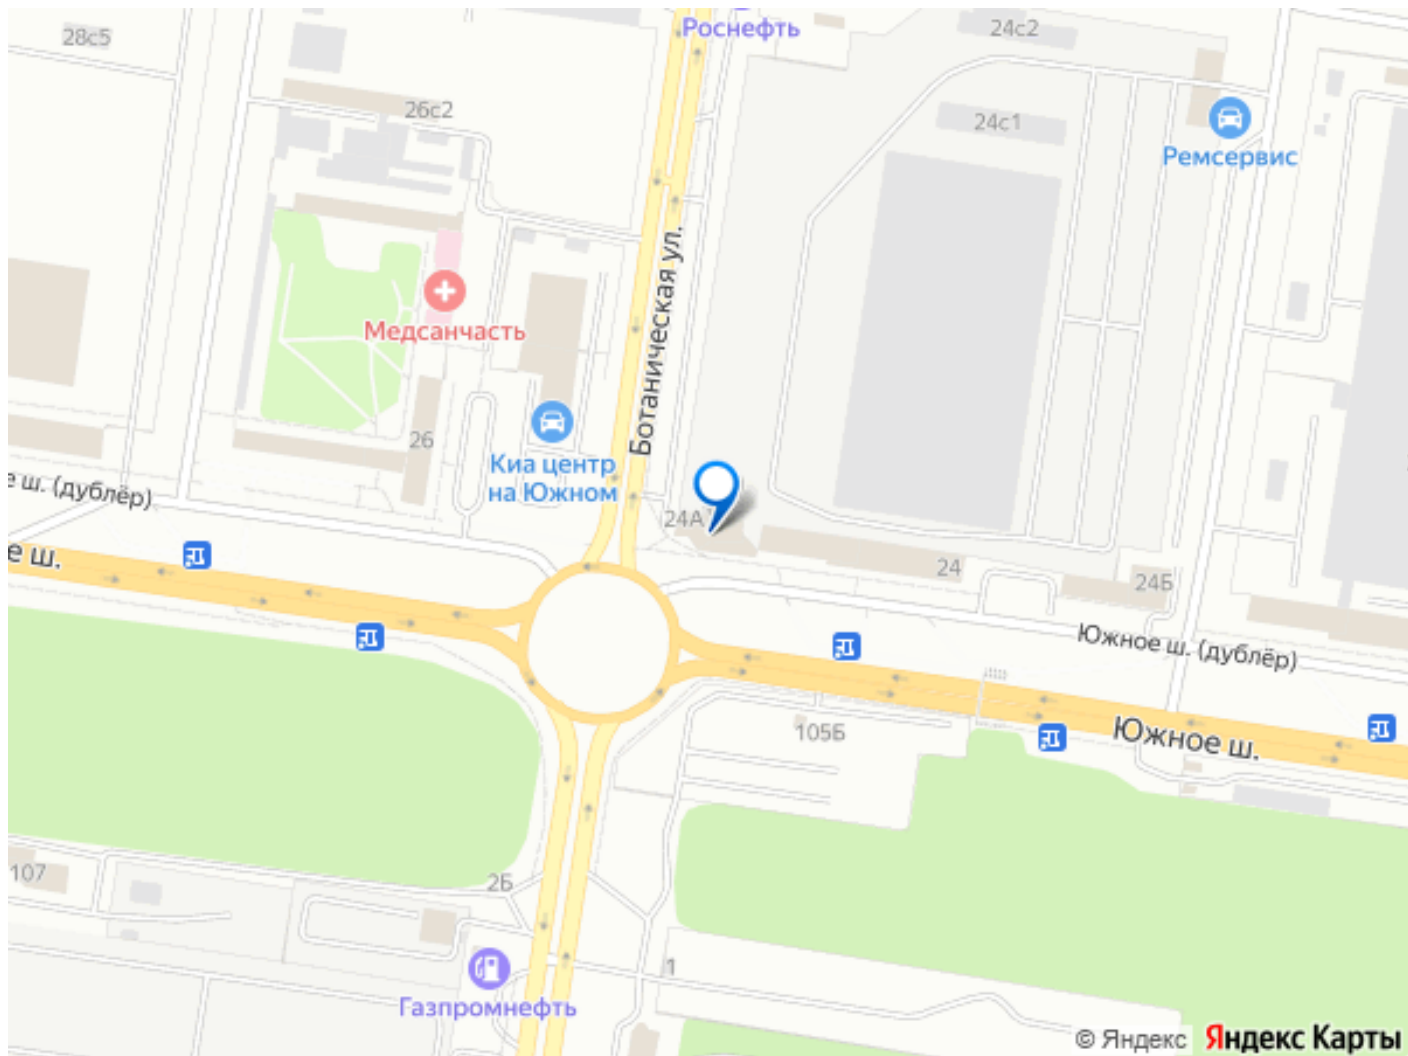 Роснефть
24с2
28с5
26с2
24с1
Ремсервис
Ботаническая ул.
Медсанчасть
26
Киа центр
на Южном
е ш. (дублёр)
24А
е ш.
24
24Б
Южное ш. (дублёр)
105Б
Южное ш.
107
2Б
1
Газпромнефть
© Яндекс Яндекс Карты